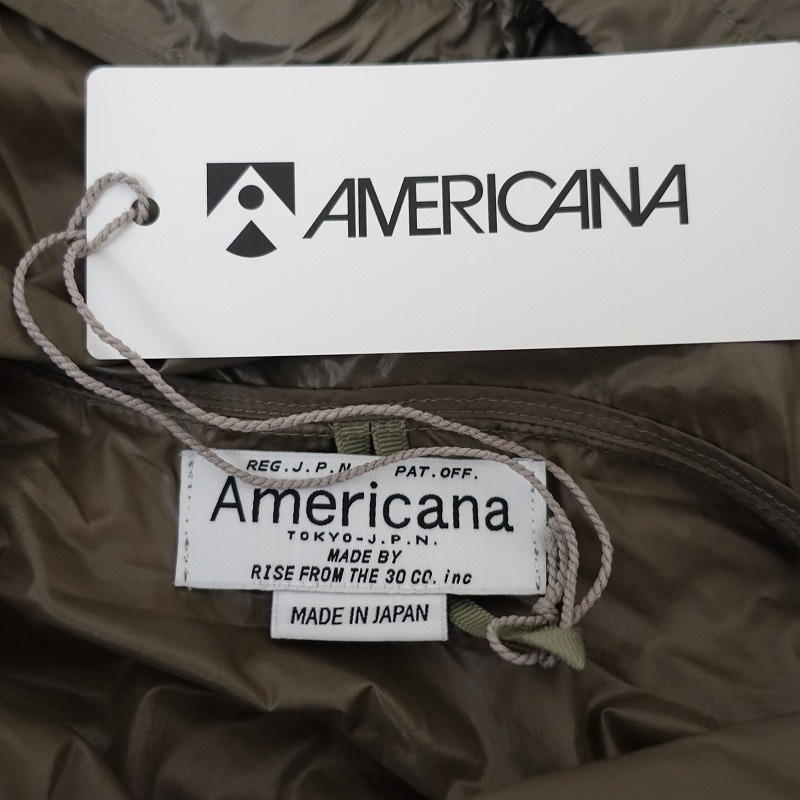 AMERICANA
REG.J.P.N. PAT.OFF.
Americana
TOKYO-J.P.N.
MADE BY
RISE FROM THE 30 CO. inc
MADE IN JAPAN